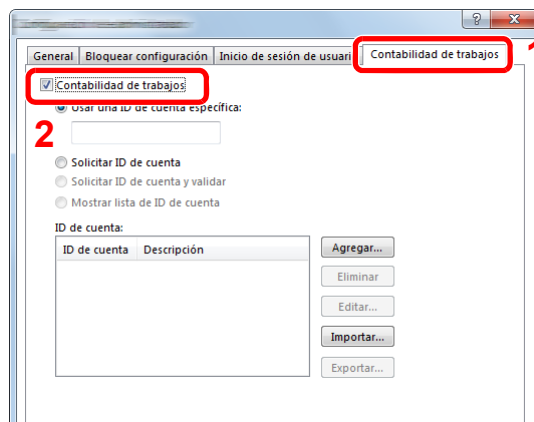 General Bloquear configuración Inicio de sesión de usuari Contabilidad de trabajos
Contabilidad de trabajos
Usar una ID de cuenta específica:
2
Solicitar ID de cuenta
Solicitar ID de cuenta y validar
Mostrar lista de ID de cuenta
ID de cuenta:
ID de cuenta Descripción
Agregar...
Eliminar
Editar...
Importar...
Exportar...